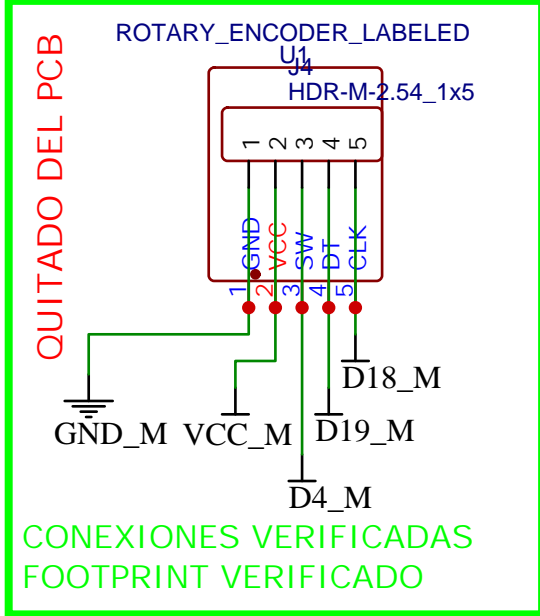 ROTARY_ENCODER_LABELED
U1
J4
HDR-M-2.54_1x5
QUITADO DEL PCB
1 2 3 4 5
GND VCC SW DT CLK
1 2 3 4 5
D18_M
GND_M VCC_M D19_M
D4_M
CONEXIONES VERIFICADAS
FOOTPRINT VERIFICADO